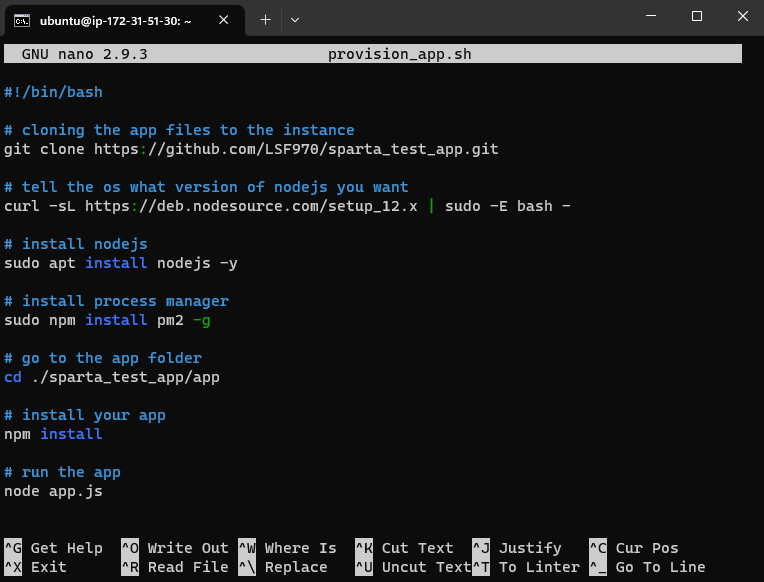 ubuntu@ip-172-31-51-30: ~
GNU nano 2.9.3 provision_app.sh
#!/bin/bash
# cloning the app files to the instance
git clone https://github.com/LSF970/sparta_test_app.git
# tell the os what version of nodejs you want
curl -sL https://deb.nodesource.com/setup_12.x | sudo -E bash -
# install nodejs
sudo apt install nodejs -y
# install process manager
sudo npm install pm2 -g
# go to the app folder
cd ./sparta_test_app/app
# install your app
npm install
# run the app
node app.js
^G Get Help ^O Write Out ^W Where Is ^K Cut Text ^J Justify ^C Cur Pos
^X Exit ^R Read File ^\ Replace ^U Uncut Text ^T To Linter ^_ Go To Line